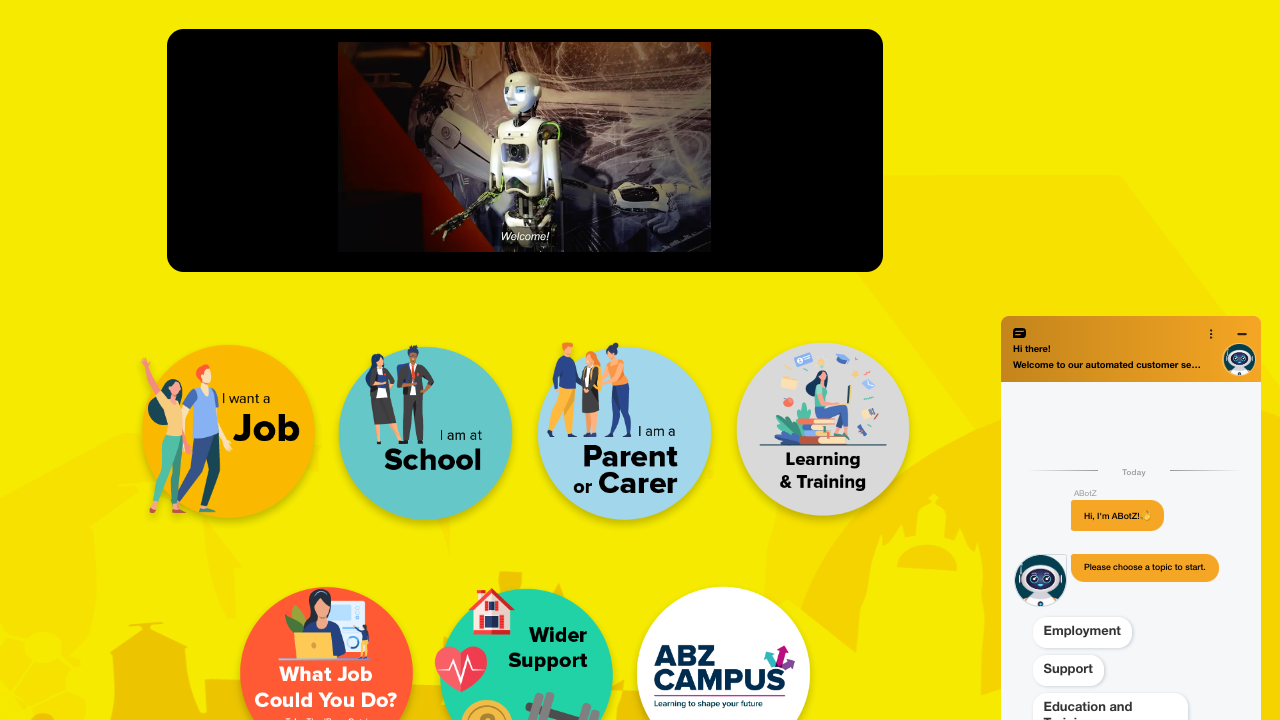 Welcome!
I want a
Job
I am at
School
I am a
Parent
or Carer
Learning
& Training
What Job
Could You Do?
Wider
Support
ABZ
CAMPUS
Learning to shape your future
Hi there!
Welcome to our automated customer se...
Today
ABotZ
Hi, I'm ABotZ!
Please choose a topic to start.
Employment
Support
Education and